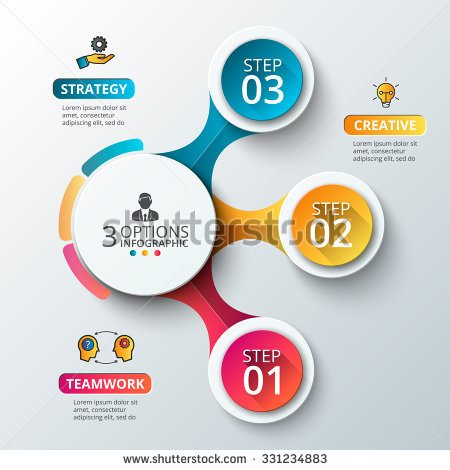 STEP
03
STRATEGY
Lorem ipsum dolor sit
amet, consectetur
adipiscing elit, sed do
CREATIVE
Lorem ipsum dolor sit
amet, consectetur
adipiscing elit, sed do
3 OPTIONS
INFOGRAPHIC
STEP
02
?
TEAMWORK
Lorem ipsum dolor sit
amet, consectetur
adipiscing elit, sed do
STEP
01
shutterstock
www.shutterstock.com · 331234883